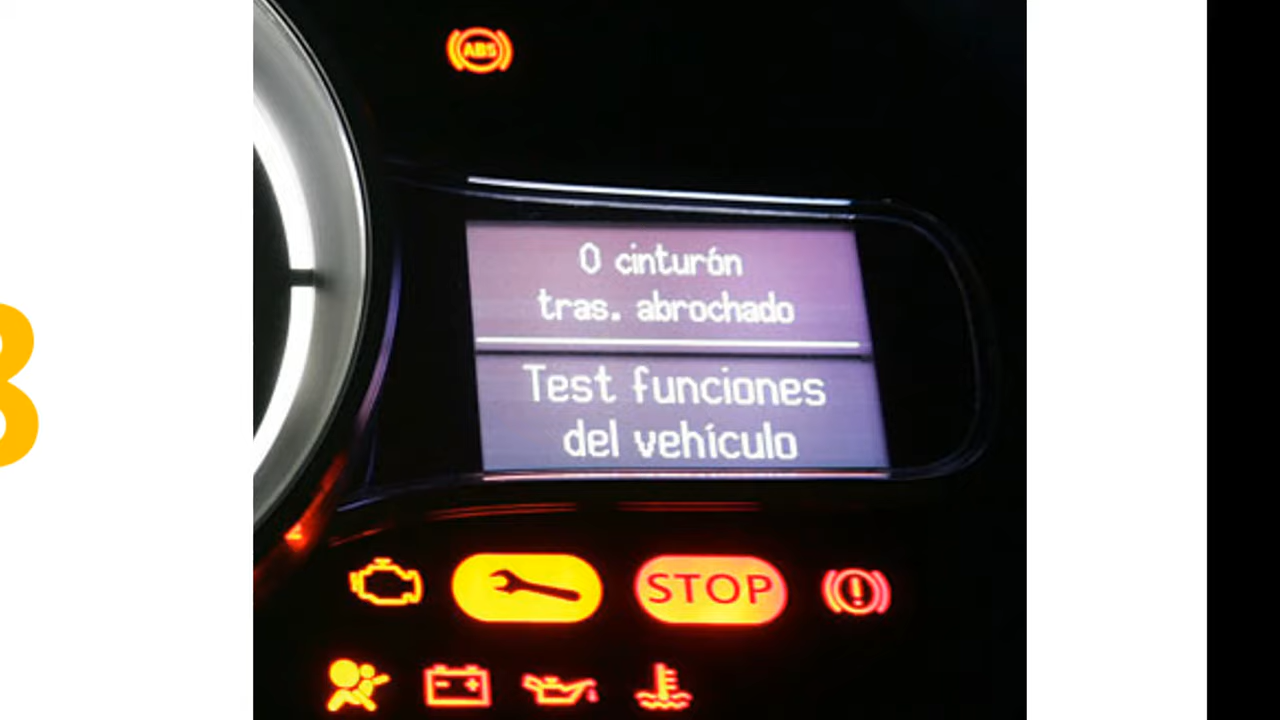 ABS
0 cinturón
tras. abrochado
Test funciones
del vehículo
STOP